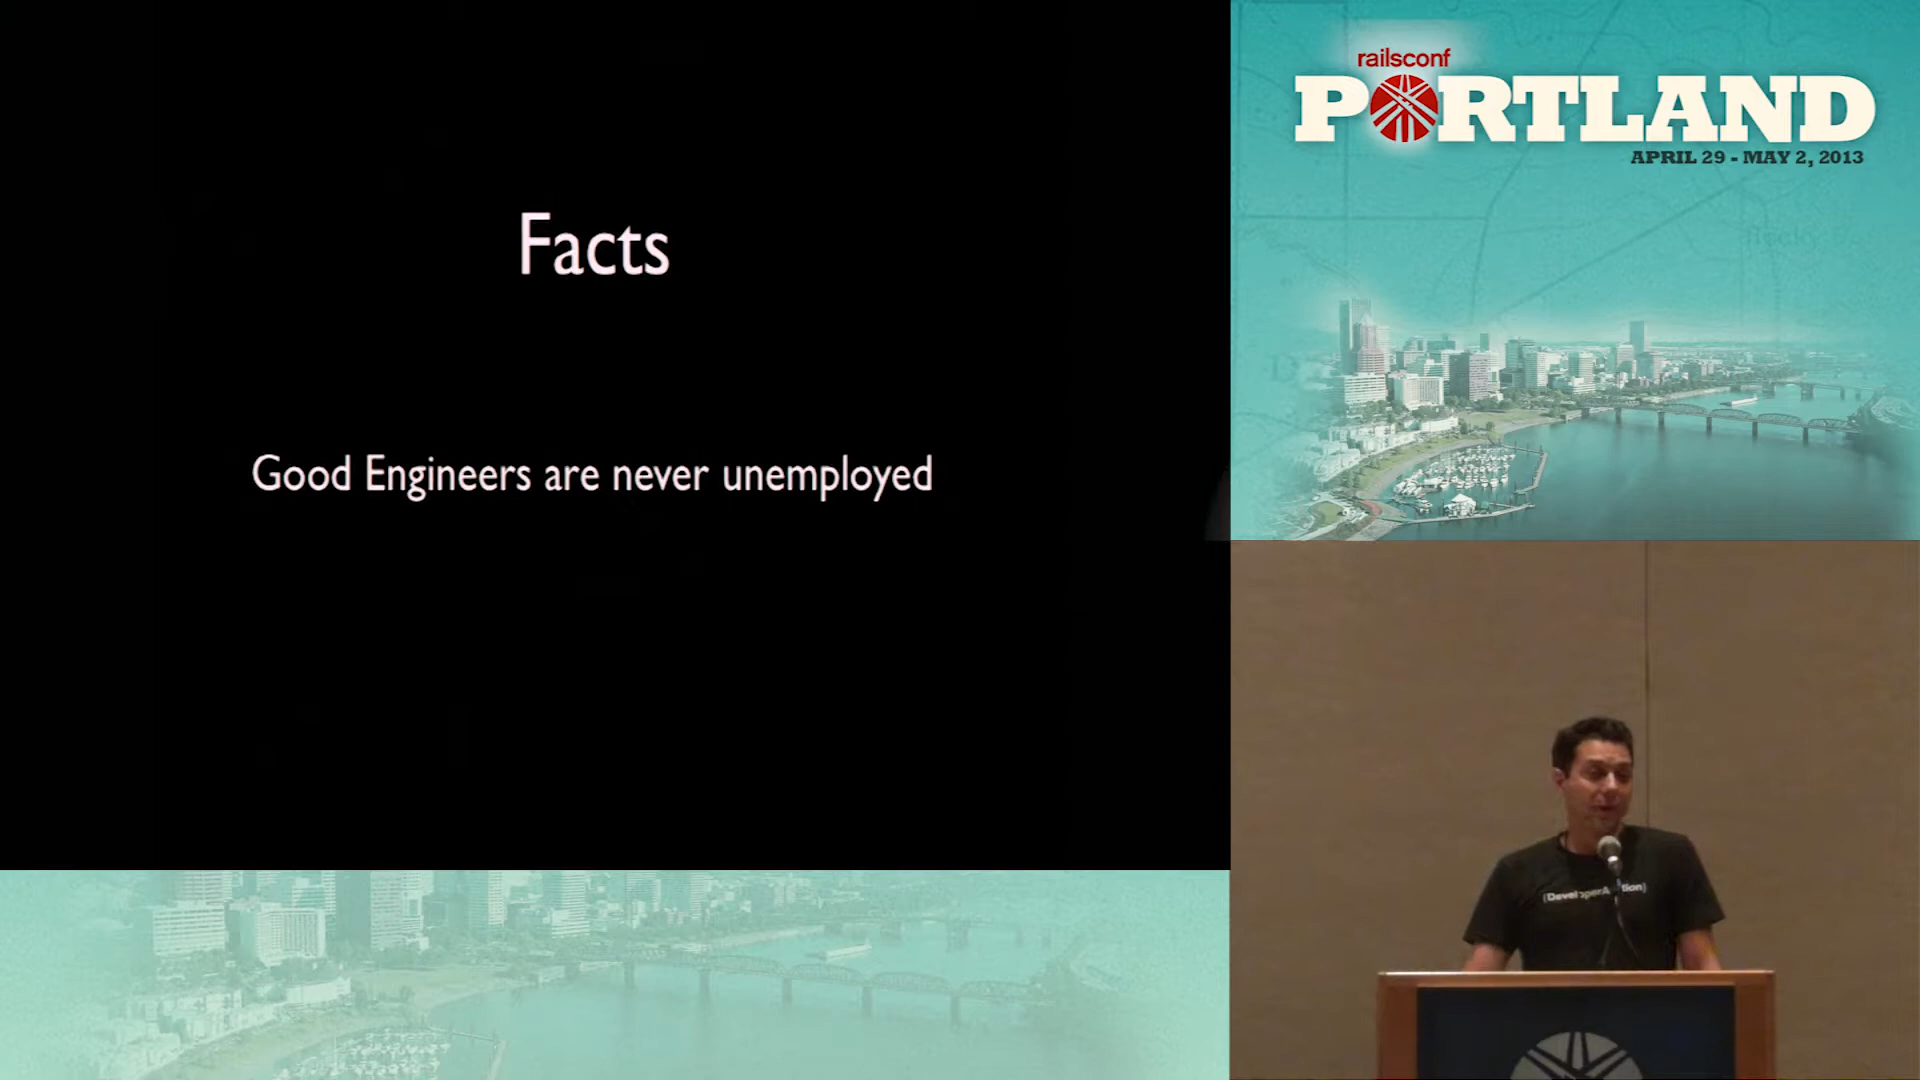 Facts
Good Engineers are never unemployed
railsconf
PORTLAND
APRIL 29 - MAY 2, 2013